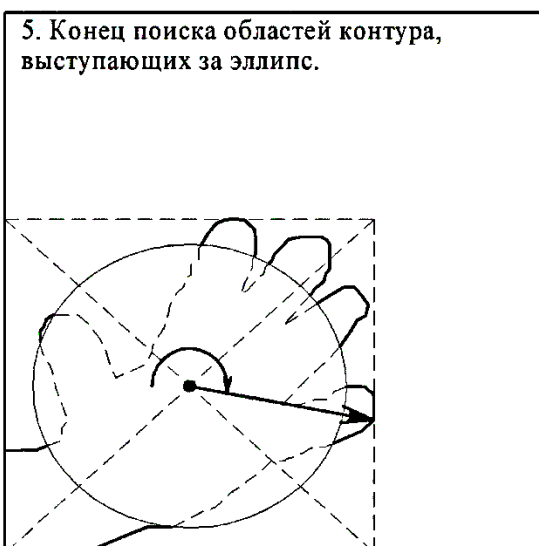 5. Конец поиска областей контура,
выступающих за эллипс.